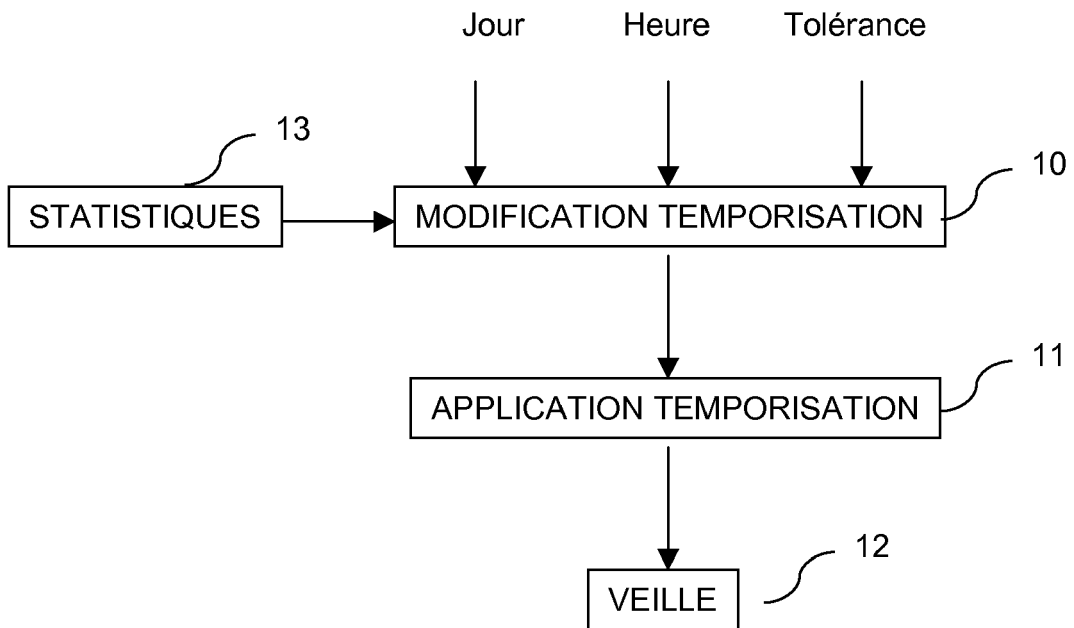 Jour Heure Tolérance
13
10
STATISTIQUES MODIFICATION TEMPORISATION
11
APPLICATION TEMPORISATION
12
VEILLE